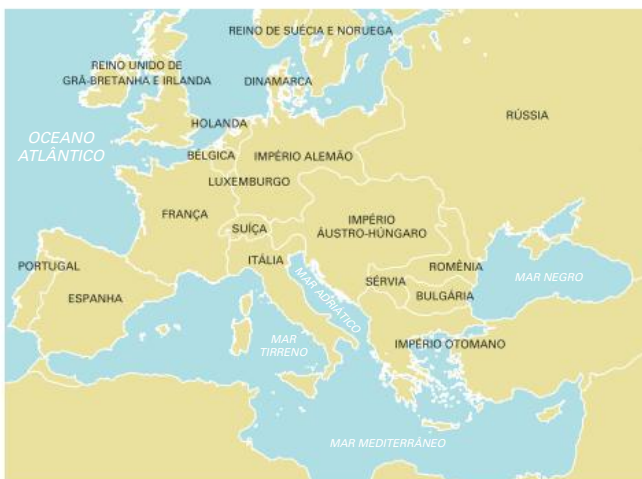 REINO DE SUÉCIA E NORUEGA
REINO UNIDO DE
GRÃ-BRETANHA E IRLANDA
DINAMARCA
RÚSSIA
HOLANDA
OCEANO
ATLÂNTICO
BÉLGICA
IMPÉRIO ALEMÃO
LUXEMBURGO
FRANÇA
SUÍÇA
IMPÉRIO
ÁUSTRO-HÚNGARO
ITÁLIA
PORTUGAL
ESPANHA
MAR ADRIÁTICO
SÉRVIA
ROMÊNIA
BULGÁRIA
MAR NEGRO
MAR
TIRRENO
IMPÉRIO OTOMANO
MAR MEDITERRÂNEO